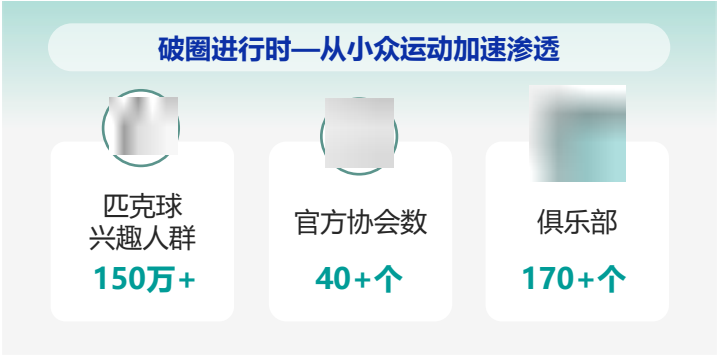 破圈进行时—从小众运动加速渗透
匹克球
兴趣人群
150万+
官方协会数
40+个
俱乐部
170+个